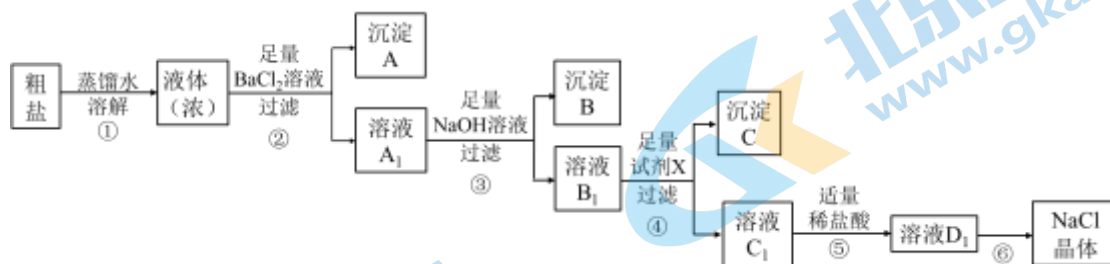 粗
盐
蒸馏水
溶解
①
液体
(浓)
足量
BaCl₂溶液
过滤
②
沉淀
A
溶液
A₁
足量
NaOH溶液
过滤
③
沉淀
B
溶液
B₁
足量
试剂X
过滤
④
沉淀
C
溶液
C₁
适量
稀盐酸
⑤
溶液D₁
⑥
NaCl
晶体
www.gka